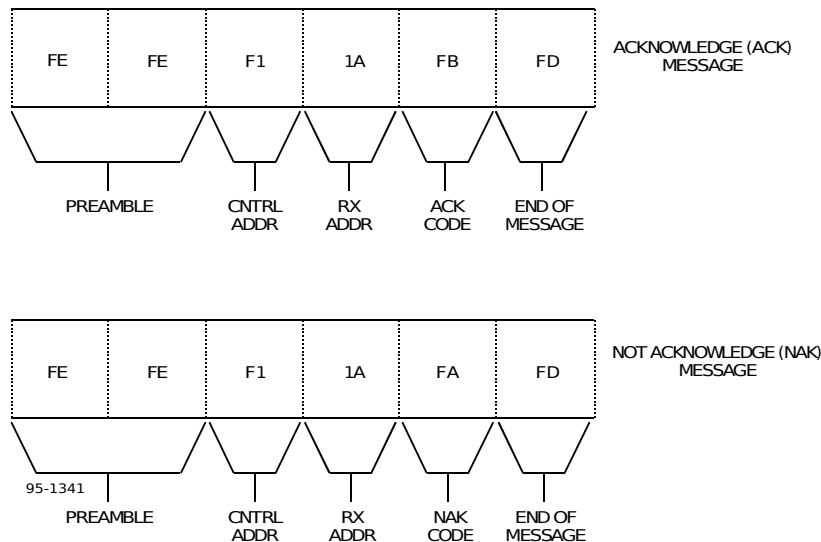 FE FE F1 1A FB FD
ACKNOWLEDGE (ACK)
MESSAGE
PREAMBLE
CNTRL
ADDR
RX
ADDR
ACK
CODE
END OF
MESSAGE
FE FE F1 1A FA FD
NOT ACKNOWLEDGE (NAK)
MESSAGE
95-1341
PREAMBLE
CNTRL
ADDR
RX
ADDR
NAK
CODE
END OF
MESSAGE